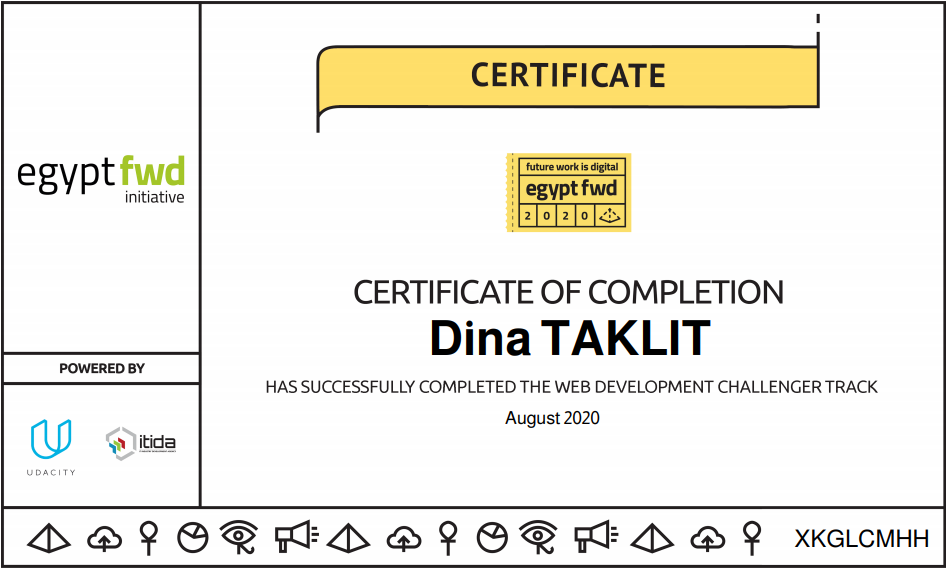 CERTIFICATE
egypt fwd
initiative
future work is digital
egypt fwd
2 0 2 0
CERTIFICATE OF COMPLETION
Dina TAKLIT
HAS SUCCESSFULLY COMPLETED THE WEB DEVELOPMENT CHALLENGER TRACK
August 2020
POWERED BY
UDACITY
itida
XKGLCMHH